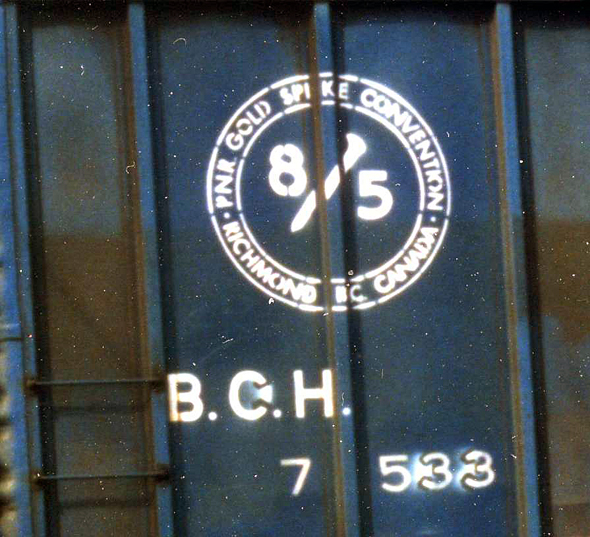 PNR GOLD SPIKE CONVENTION
8/5
RICHMOND BC CANADA
B.C.H.
7 533